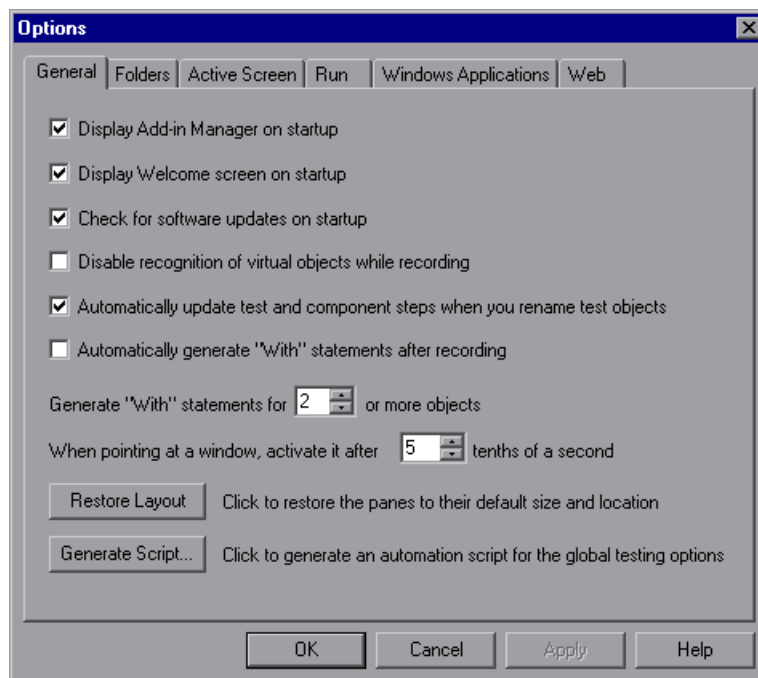 Options
General Folders Active Screen Run Windows Applications Web
Display Add-in Manager on startup
Display Welcome screen on startup
Check for software updates on startup
Disable recognition of virtual objects while recording
Automatically update test and component steps when you rename test objects
Automatically generate "With" statements after recording
Generate "With" statements for 2 or more objects
When pointing at a window, activate it after 5 tenths of a second
Restore Layout Click to restore the panes to their default size and location
Generate Script... Click to generate an automation script for the global testing options
OK Cancel Apply Help